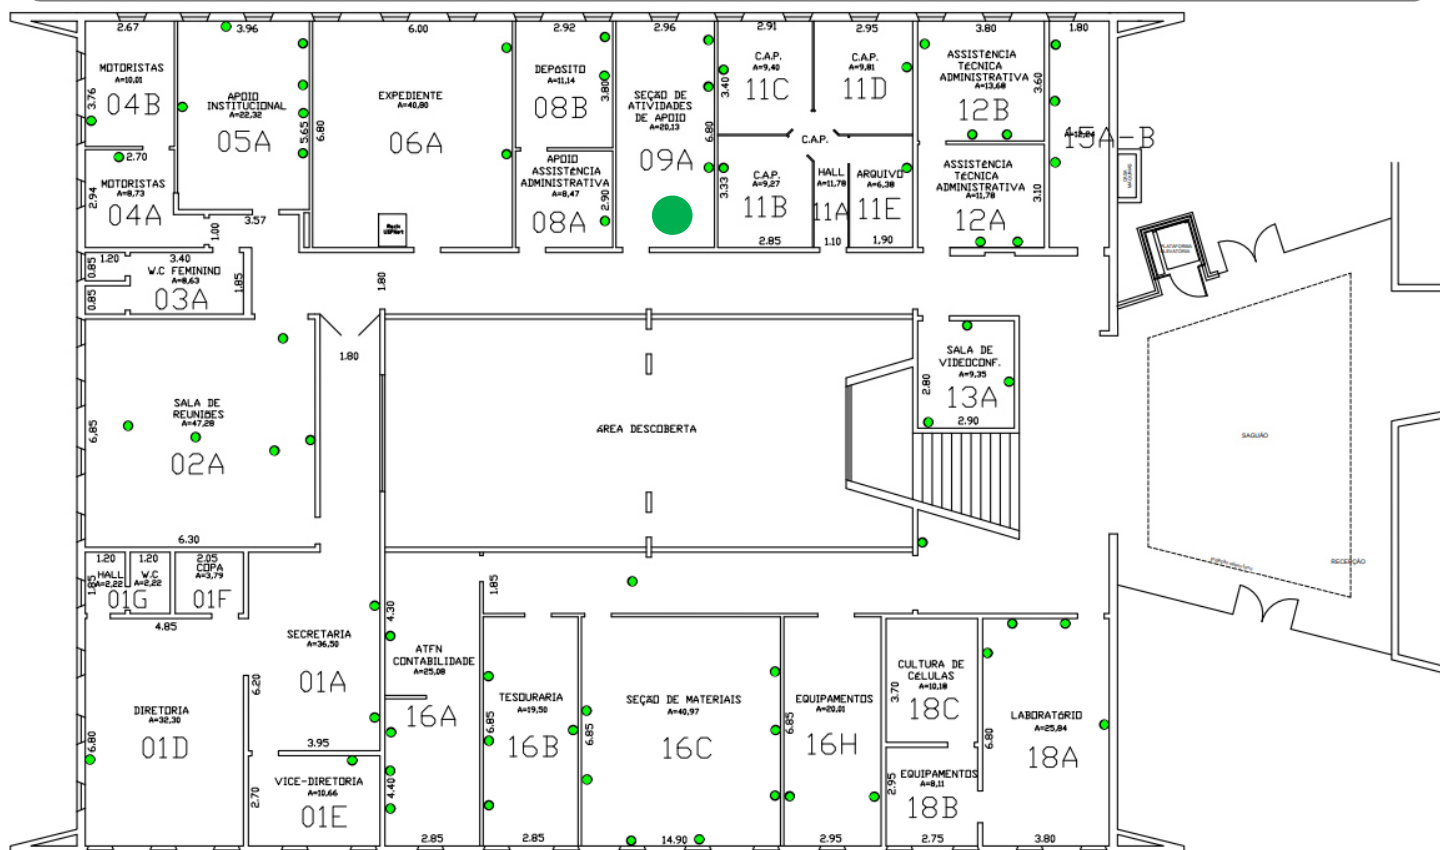 2.67
3.96
6.00
2.92
2.96
2.91
2.95
3.80
1.80
MOTORISTAS
A=10,01
04B
3.76
APOIO
INSTITUCIONAL
A=22,32
05A
5.65
EXPEDIENTE
A=40,80
06A
6.80
DEPÓSITO
A=11,14
08B
3.80
SEÇÃO DE
ATIVIDADES
DE APOIO
A=20,13
09A
6.80
C.A.P.
A=9,40
11C
3.40
C.A.P.
A=9,81
11D
ASSISTÊNCIA
TÉCNICA
ADMINISTRATIVA
A=13,68
12B
3.60
15A-B
2.70
MOTORISTAS
A=8,73
04A
2.94
3.57
1.00
APOIO
ASSISTÊNCIA
ADMINISTRATIVA
A=8,47
08A
2.90
C.A.P.
C.A.P.
A=9,27
11B
3.33
2.85
HALL
A=11,78
11A
1.10
ARQUIVO
A=6,38
11E
1,90
ASSISTÊNCIA
TÉCNICA
ADMINISTRATIVA
A=11,78
12A
3.10
PLATAFORMA
ELEVATÓRIA
1.20
3.40
0.85
0.85
W.C FEMININO
A=8,63
03A
1.85
1.80
1.80
SALA DE
REUNIÕES
A=47,28
02A
6,85
6.30
ÁREA DESCOBERTA
SALA DE
VIDEOCONF.
A=9,35
13A
2.80
2.90
SAGUÃO
RECEPÇÃO
1.20
1.20
2.05
1.85
HALL
A=2,22
01G
W.C
A=2,22
COPA
A=3,79
01F
4.85
1.85
4.30
SECRETARIA
A=36,50
01A
6.20
3.95
ATFN
CONTABILIDADE
A=25,08
16A
4.40
2.85
DIRETORIA
A=32,30
01D
6.80
VICE-DIRETORIA
A=10,66
01E
2.70
TESOURARIA
A=19,50
16B
6.85
2.85
SEÇÃO DE MATERIAIS
A=40,97
16C
6.85
14.90
EQUIPAMENTOS
A=20,01
16H
6.85
2.95
CULTURA DE
CÉLULAS
A=10,18
18C
3.70
EQUIPAMENTOS
A=8,11
18B
2.95
2.75
LABORATÓRIO
A=25,84
18A
6.80
3.80